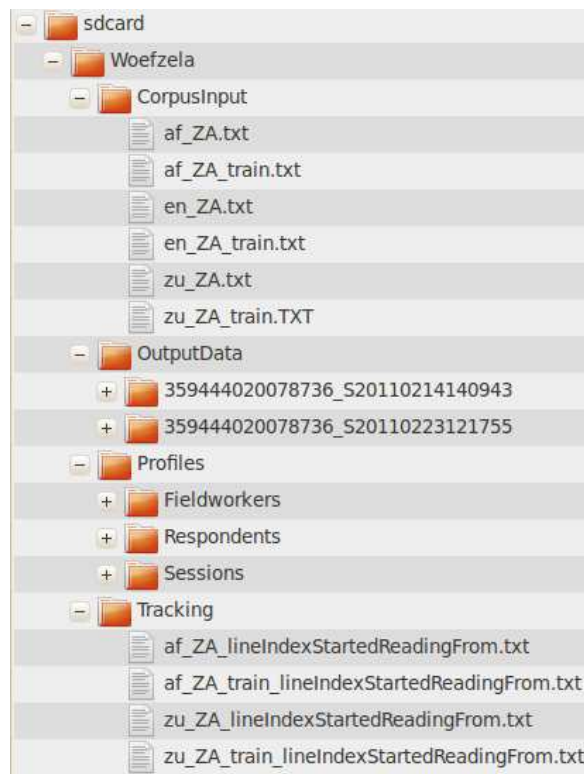 sdcard
Woefzela
CorpusInput
af_ZA.txt
af_ZA_train.txt
en_ZA.txt
en_ZA_train.txt
zu_ZA.txt
zu_ZA_train.TXT
OutputData
359444020078736_S20110214140943
359444020078736_S20110223121755
Profiles
Fieldworkers
Respondents
Sessions
Tracking
af_ZA_lineIndexStartedReadingFrom.txt
af_ZA_train_lineIndexStartedReadingFrom.txt
zu_ZA_lineIndexStartedReadingFrom.txt
zu_ZA_train_lineIndexStartedReadingFrom.txt